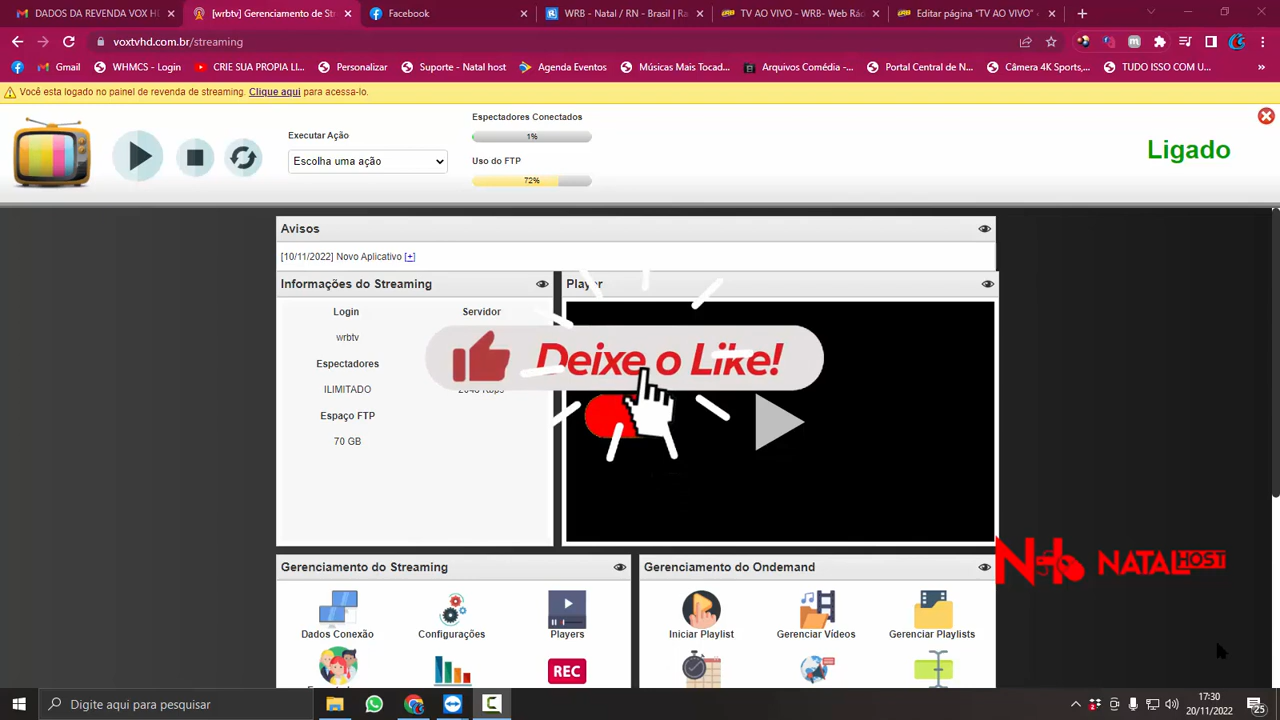 DADOS DA REVENDA VOX H
[wrbtv] Gerenciamento de Str
Facebook
WRB - Natal / RN - Brasil | R
TV AO VIVO - WRB- Web Rád
Editar página "TV AO VIVO" <
voxtvhd.com.br/streaming
Gmail
WHMCS - Login
CRIE SUA PROPIA LI...
Personalizar
Suporte - Natal host
Agenda Eventos
Músicas Mais Tocad...
Arquivos Comédia -...
Portal Central de N...
Câmera 4K Sports,...
TUDO ISSO COM U...
»
Você esta logado no painel de revenda de streaming. Clique aqui para acessa-lo.
Executar Ação
Escolha uma ação
Espectadores Conectados
1%
Uso do FTP
72%
Ligado
Avisos
[10/11/2022] Novo Aplicativo [+]
Informações do Streaming
Player
Login
Servidor
wrbtv
Espectadores
ILIMITADO
Espaço FTP
70 GB
Deixe o Like!
NATALHOST
Gerenciamento do Streaming
Gerenciamento do Ondemand
Dados Conexão
Configurações
Players
Iniciar Playlist
Gerenciar Vídeos
Gerenciar Playlists
REC
Digite aqui para pesquisar
17:30
20/11/2022
25